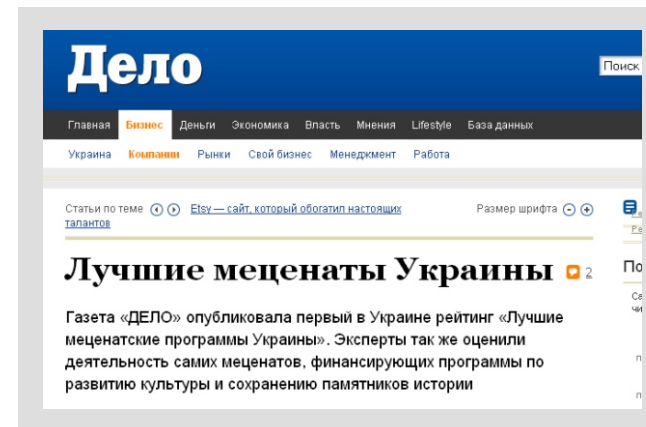 Дело
Поиск
Главная Бизнес Деньги Экономика Власть Мнения Lifestyle База данных
Украина Компании Рынки Свой бизнес Менеджмент Работа
Статьи по теме Etsy — сайт, который обогатил настоящих
талантов
Размер шрифта
Лучшие меценаты Украины 2
Газета «ДЕЛО» опубликовала первый в Украине рейтинг «Лучшие
меценатские программы Украины». Эксперты так же оценили
деятельность самих меценатов, финансирующих программы по
развитию культуры и сохранению памятников истории
По